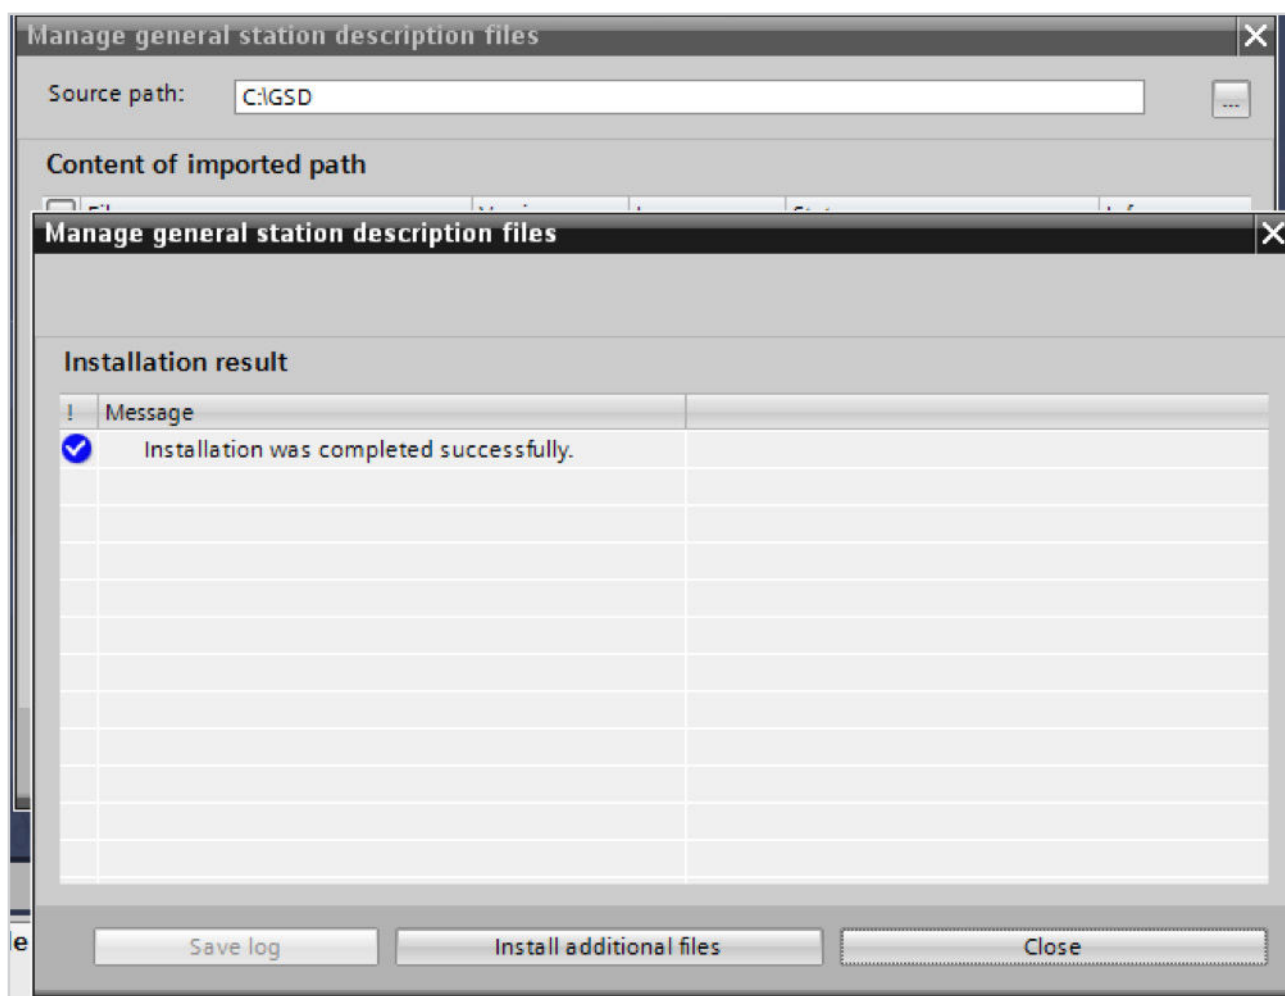 Manage general station description files
Source path: C:\GSD ...
Content of imported path
Manage general station description files
Installation result
! Message
Installation was completed successfully.
Save log Install additional files Close